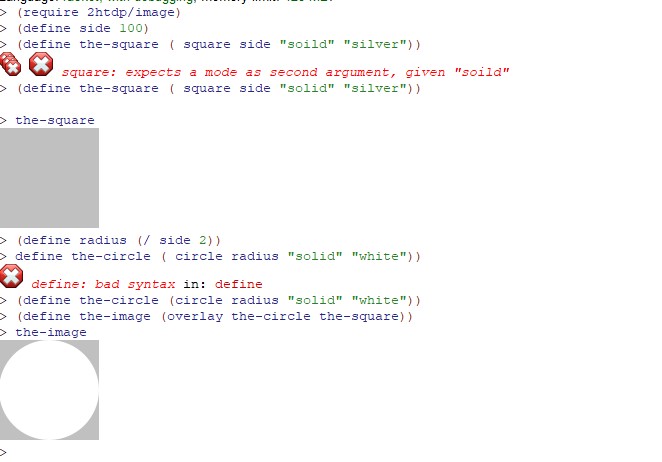 Language: racket, with debugging; memory limit: 128 MB.
> (require 2htdp/image)
> (define side 100)
> (define the-square ( square side "soild" "silver"))
square: expects a mode as second argument, given "soild"
> (define the-square ( square side "solid" "silver"))
> the-square
> (define radius (/ side 2))
> define the-circle ( circle radius "solid" "white"))
define: bad syntax in: define
> (define the-circle (circle radius "solid" "white"))
> (define the-image (overlay the-circle the-square))
> the-image
>